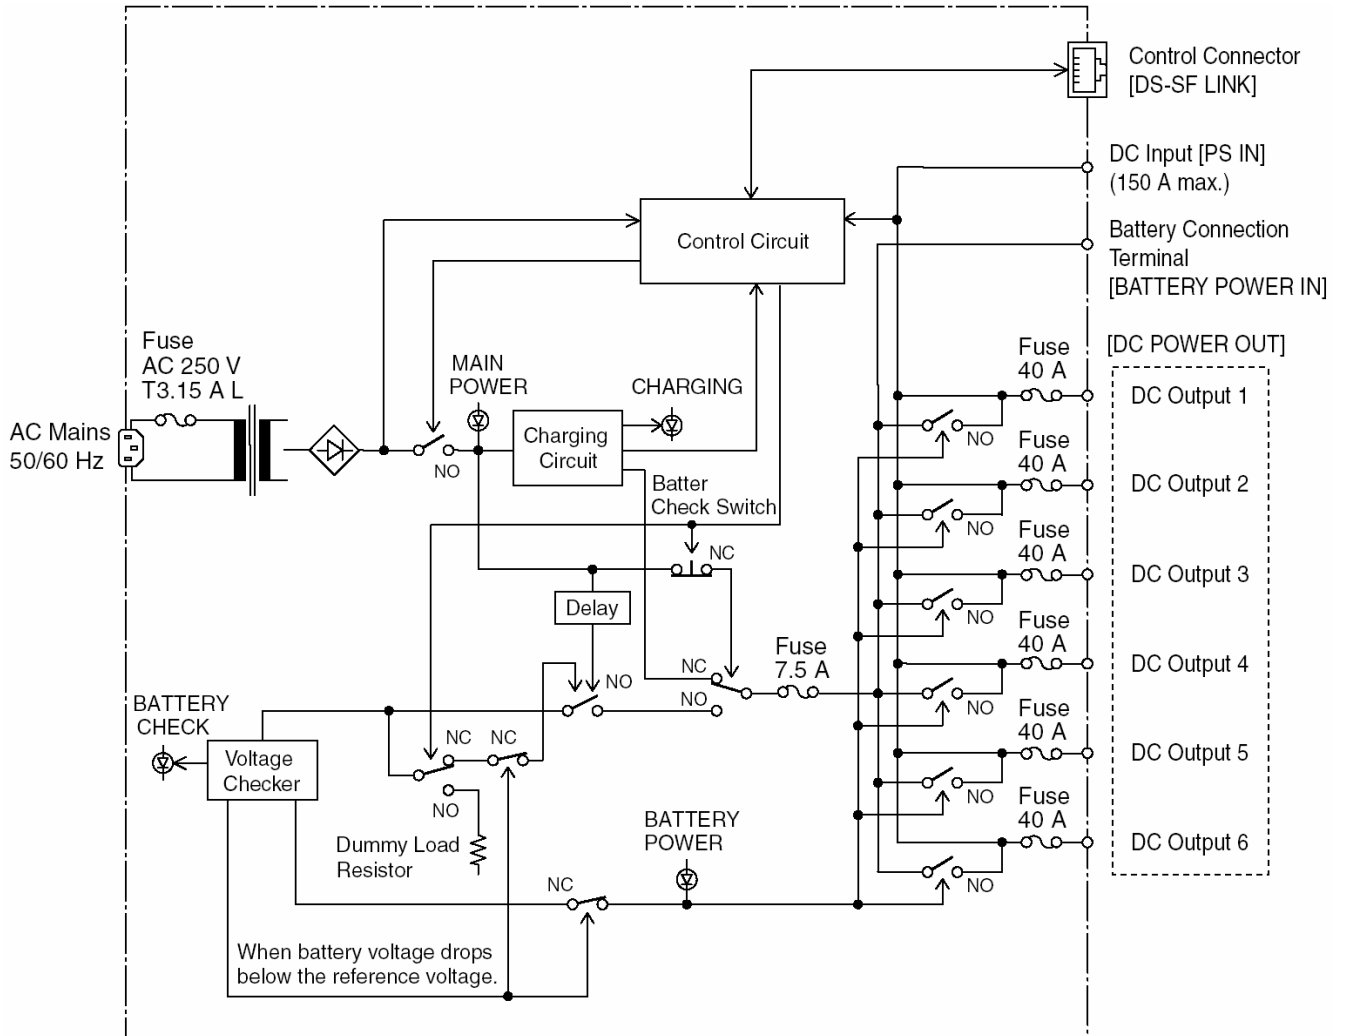 Control Connector
[DS-SF LINK]
DC Input [PS IN]
(150 A max.)
Control Circuit
Battery Connection
Terminal
[BATTERY POWER IN]
Fuse
AC 250 V
T3.15 A L
MAIN
POWER
CHARGING
Fuse
40 A
[DC POWER OUT]
DC Output 1
AC Mains
50/60 Hz
NO
Charging
Circuit
NO
Fuse
40 A
Batter
Check Switch
DC Output 2
NO
NC
Fuse
40 A
DC Output 3
Delay
NO
Fuse
40 A
Fuse
7.5 A
NC
DC Output 4
NO
NO
NO
BATTERY
CHECK
Fuse
40 A
NC
NC
Voltage
Checker
DC Output 5
NO
NO
Fuse
40 A
Dummy Load
Resistor
BATTERY
POWER
DC Output 6
NC
NO
When battery voltage drops
below the reference voltage.